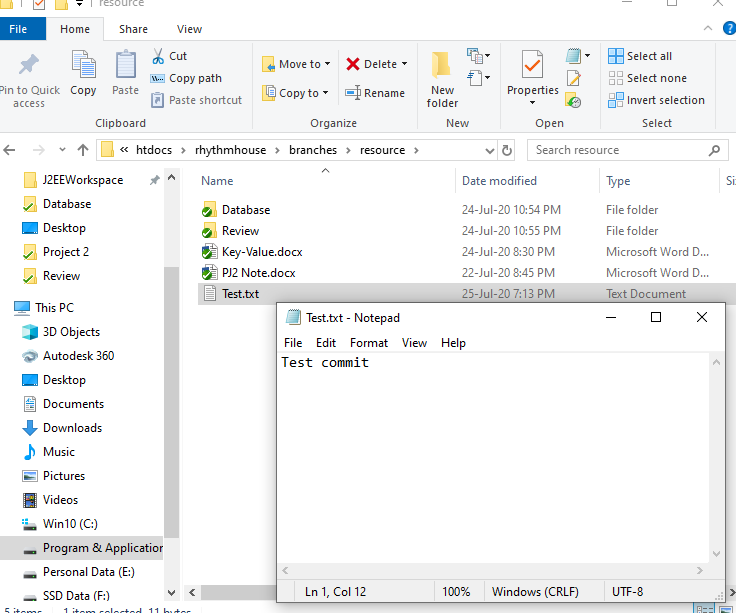 resource
File Home Share View
Pin to Quick access
Copy
Paste
Cut
Copy path
Paste shortcut
Clipboard
Move to
Copy to
Delete
Rename
Organize
New folder
New
Properties
Open
Select all
Select none
Invert selection
Select
« htdocs > rhythmhouse > branches > resource >
Search resource
Name Date modified Type Si
J2EEWorkspace
Database
Desktop
Project 2
Review
This PC
3D Objects
Autodesk 360
Desktop
Documents
Downloads
Music
Pictures
Videos
Win10 (C:)
Program & Application
Personal Data (E:)
SSD Data (F:)
Database 24-Jul-20 10:54 PM File folder
Review 24-Jul-20 10:55 PM File folder
Key-Value.docx 24-Jul-20 8:30 PM Microsoft Word D...
PJ2 Note.docx 22-Jul-20 8:45 PM Microsoft Word D...
Test.txt 25-Jul-20 7:13 PM Text Document
Test.txt - Notepad
File Edit Format View Help
Test commit
Ln 1, Col 12 100% Windows (CRLF) UTF-8
5 items 1 item selected, 11 bytes